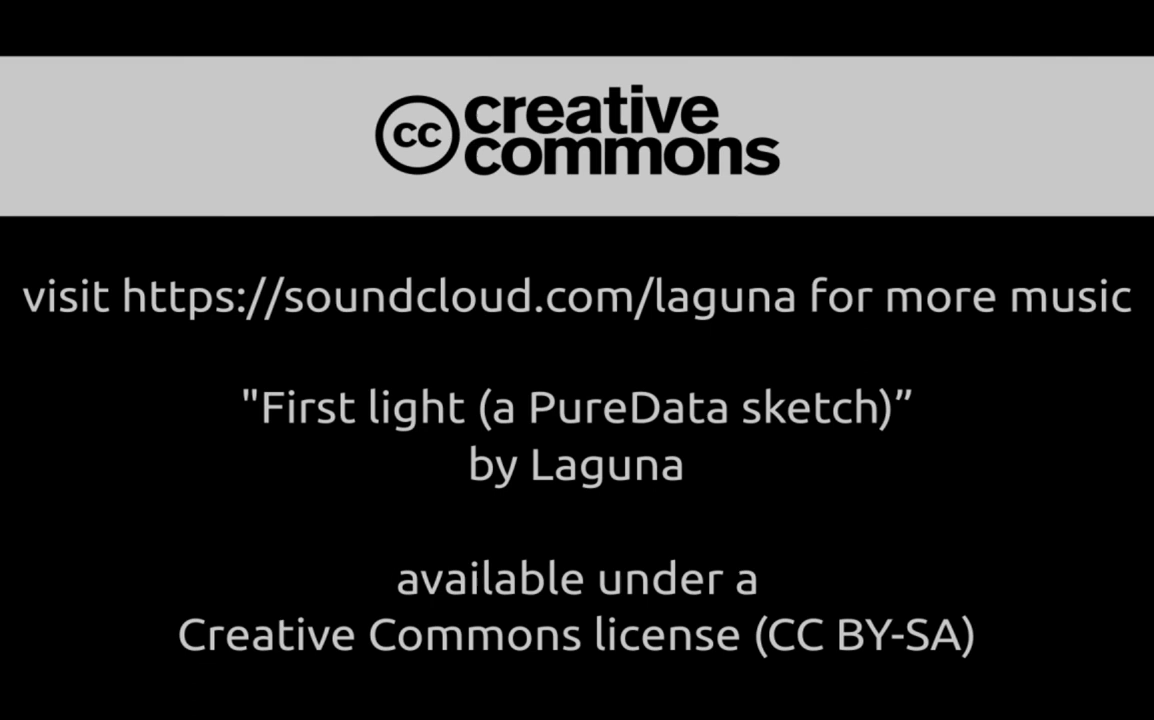 cc creative
commons
visit https://soundcloud.com/laguna for more music
"First light (a PureData sketch)”
by Laguna
available under a
Creative Commons license (CC BY-SA)